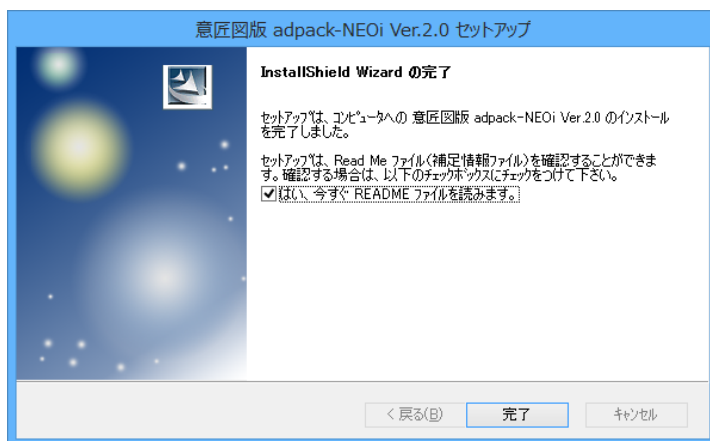 意匠図版 adpack-NEOi Ver.2.0 セットアップ
InstallShield Wizard の完了
セットアップは、コンピュータへの 意匠図版 adpack-NEOi Ver.2.0 のインストール
を完了しました。
セットアップは、Read Me ファイル(補足情報ファイル)を確認することができま
す。確認する場合は、以下のチェックボックスにチェックをつけて下さい。
はい、今すぐ README ファイルを読みます。
< 戻る(B)
完了
キャンセル